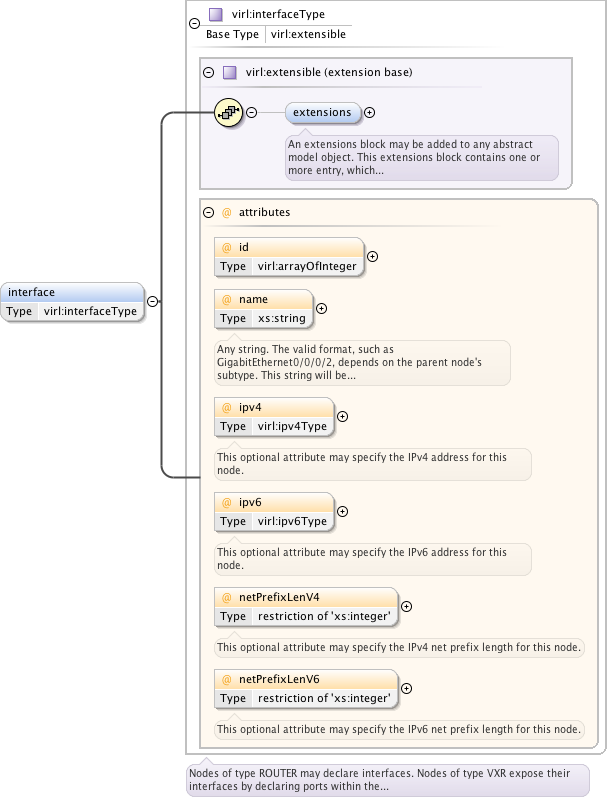 virl:interfaceType
Base Type virl:extensible
virl:extensible (extension base)
extensions
An extensions block may be added to any abstract
model object. This extensions block contains one or
more entry, which...
@ attributes
@ id
Type virl:arrayOfInteger
interface
Type virl:interfaceType
@ name
Type xs:string
Any string. The valid format, such as
GigabitEthernet0/0/0/2, depends on the parent node's
subtype. This string will be...
@ ipv4
Type virl:ipv4Type
This optional attribute may specify the IPv4 address for this
node.
@ ipv6
Type virl:ipv6Type
This optional attribute may specify the IPv6 address for this
node.
@ netPrefixLenV4
Type restriction of 'xs:integer'
This optional attribute may specify the IPv4 net prefix length for this node.
@ netPrefixLenV6
Type restriction of 'xs:integer'
This optional attribute may specify the IPv6 net prefix length for this node.
Nodes of type ROUTER may declare interfaces. Nodes of type VXR expose their
interfaces by declaring ports within the...